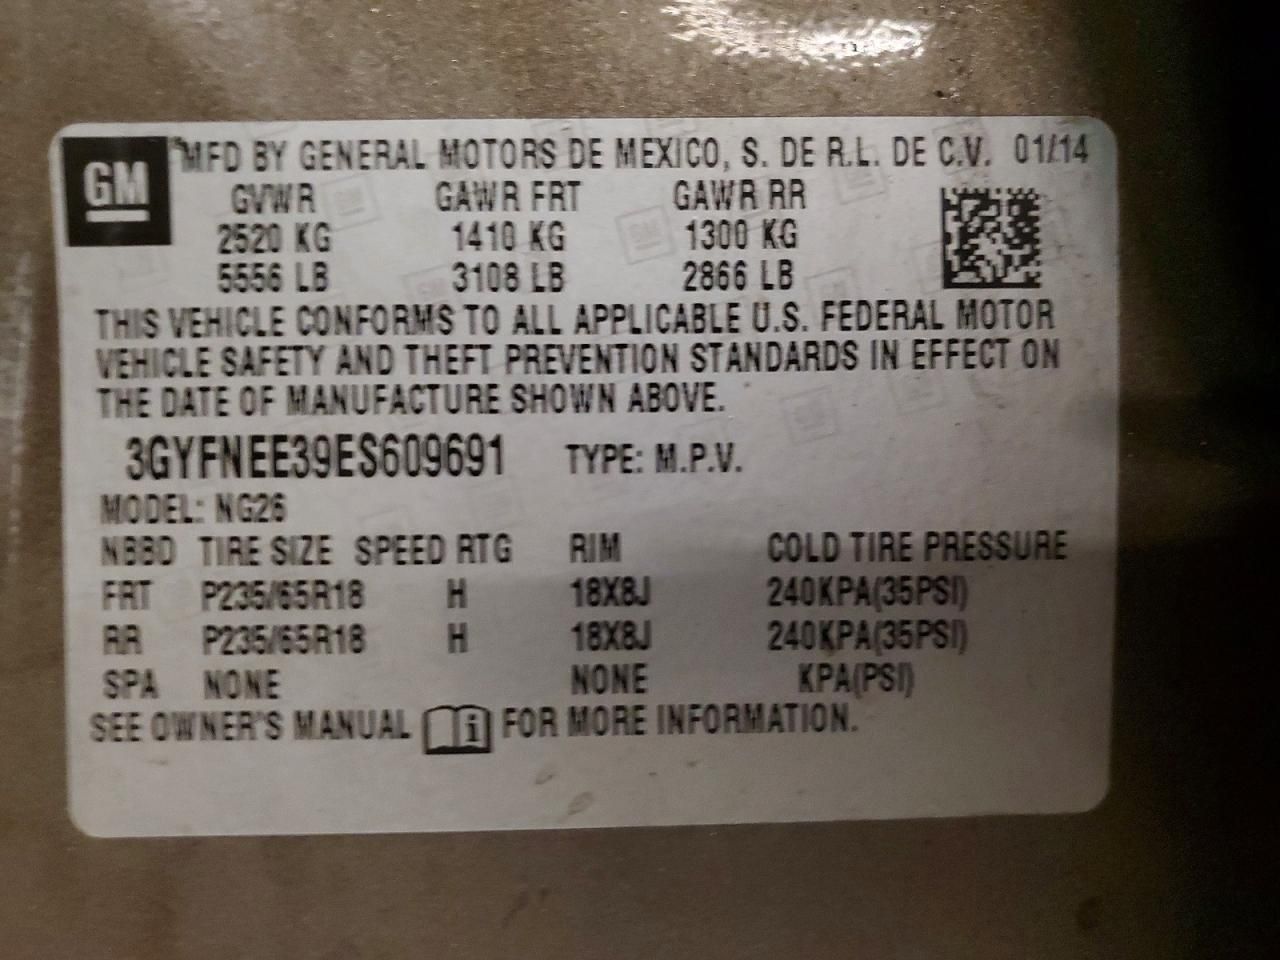 GM
MFD BY GENERAL MOTORS DE MEXICO, S. DE R.L. DE C.V. 01/14
GVWR GAWR FRT GAWR RR
2520 KG 1410 KG 1300 KG
5556 LB 3108 LB 2866 LB
THIS VEHICLE CONFORMS TO ALL APPLICABLE U.S. FEDERAL MOTOR
VEHICLE SAFETY AND THEFT PREVENTION STANDARDS IN EFFECT ON
THE DATE OF MANUFACTURE SHOWN ABOVE.
3GYFNEE39ES609691 TYPE: M.P.V.
MODEL: NG26
NBBD TIRE SIZE SPEED RTG RIM COLD TIRE PRESSURE
FRT P235/65R18 H 18X8J 240KPA(35PSI)
RR P235/65R18 H 18X8J 240KPA(35PSI)
SPA NONE NONE KPA(PSI)
SEE OWNER'S MANUAL i FOR MORE INFORMATION.